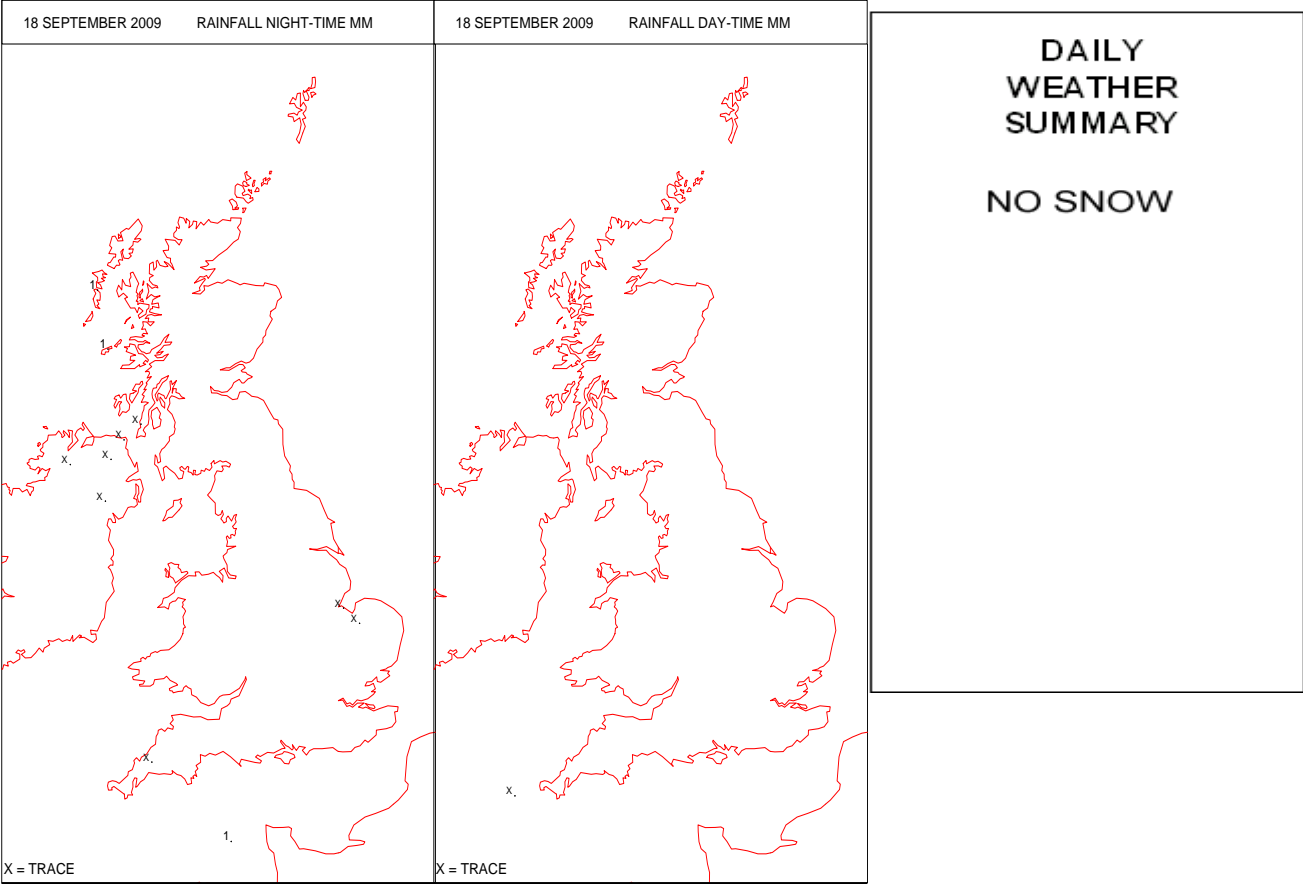 18 SEPTEMBER 2009 RAINFALL NIGHT-TIME MM
1
1.
X.
X.
X.
X.
X.
X.
X.
X.
1.
X = TRACE
18 SEPTEMBER 2009 RAINFALL DAY-TIME MM
X.
X = TRACE
DAILY
WEATHER
SUMMARY
NO SNOW